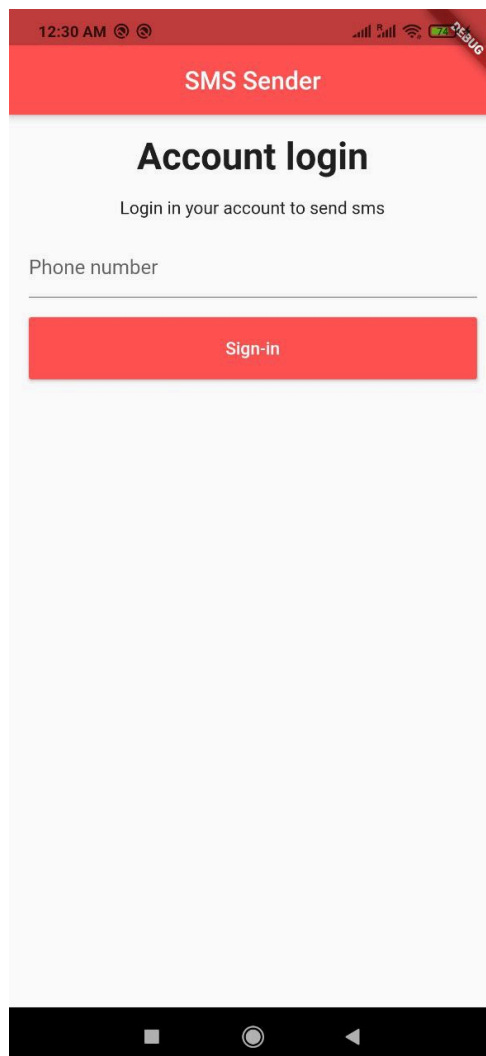 12:30 AM
R
74
DEBUG
SMS Sender
Account login
Login in your account to send sms
Phone number
Sign-in